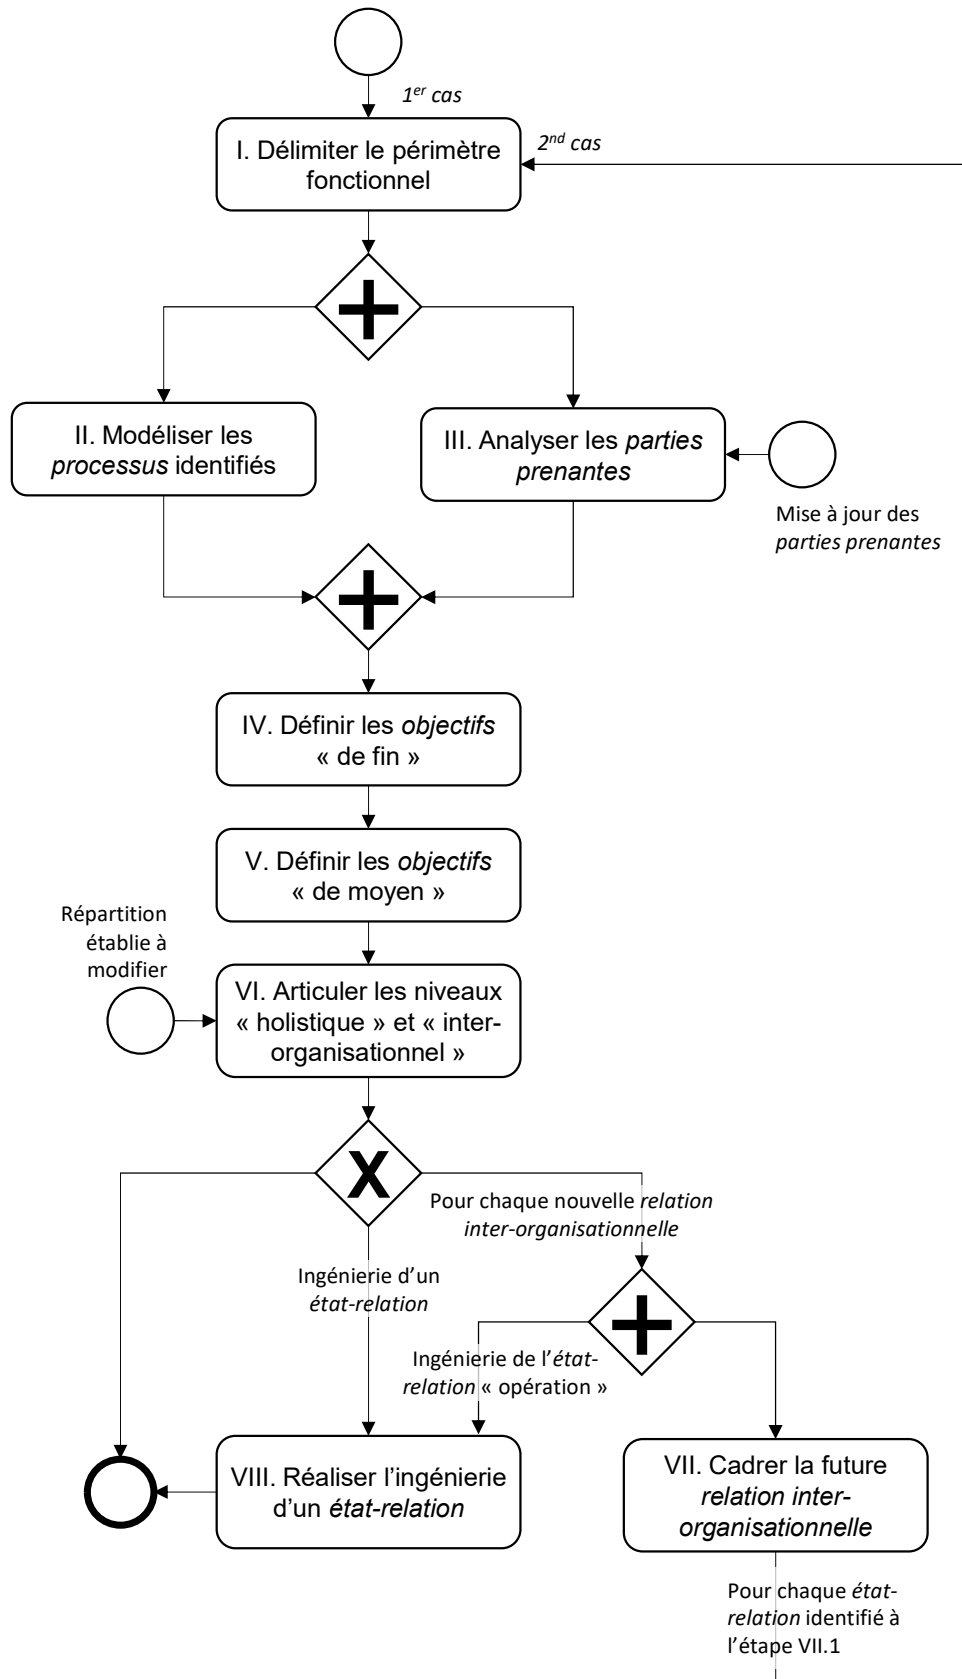 1er cas
2nd cas
I. Délimiter le périmètre
fonctionnel
II. Modéliser les
processus identifiés
III. Analyser les parties
prenantes
Mise à jour des
parties prenantes
IV. Définir les objectifs
« de fin »
V. Définir les objectifs
« de moyen »
Répartition
établie à
modifier
VI. Articuler les niveaux
« holistique » et « inter-
organisationnel »
X
Pour chaque nouvelle relation
inter-organisationnelle
Ingénierie d’un
état-relation
Ingénierie de l’état-
relation « opération »
VIII. Réaliser l’ingénierie
d’un état-relation
VII. Cadrer la future
relation inter-
organisationnelle
Pour chaque état-
relation identifié à
l’étape VII.1